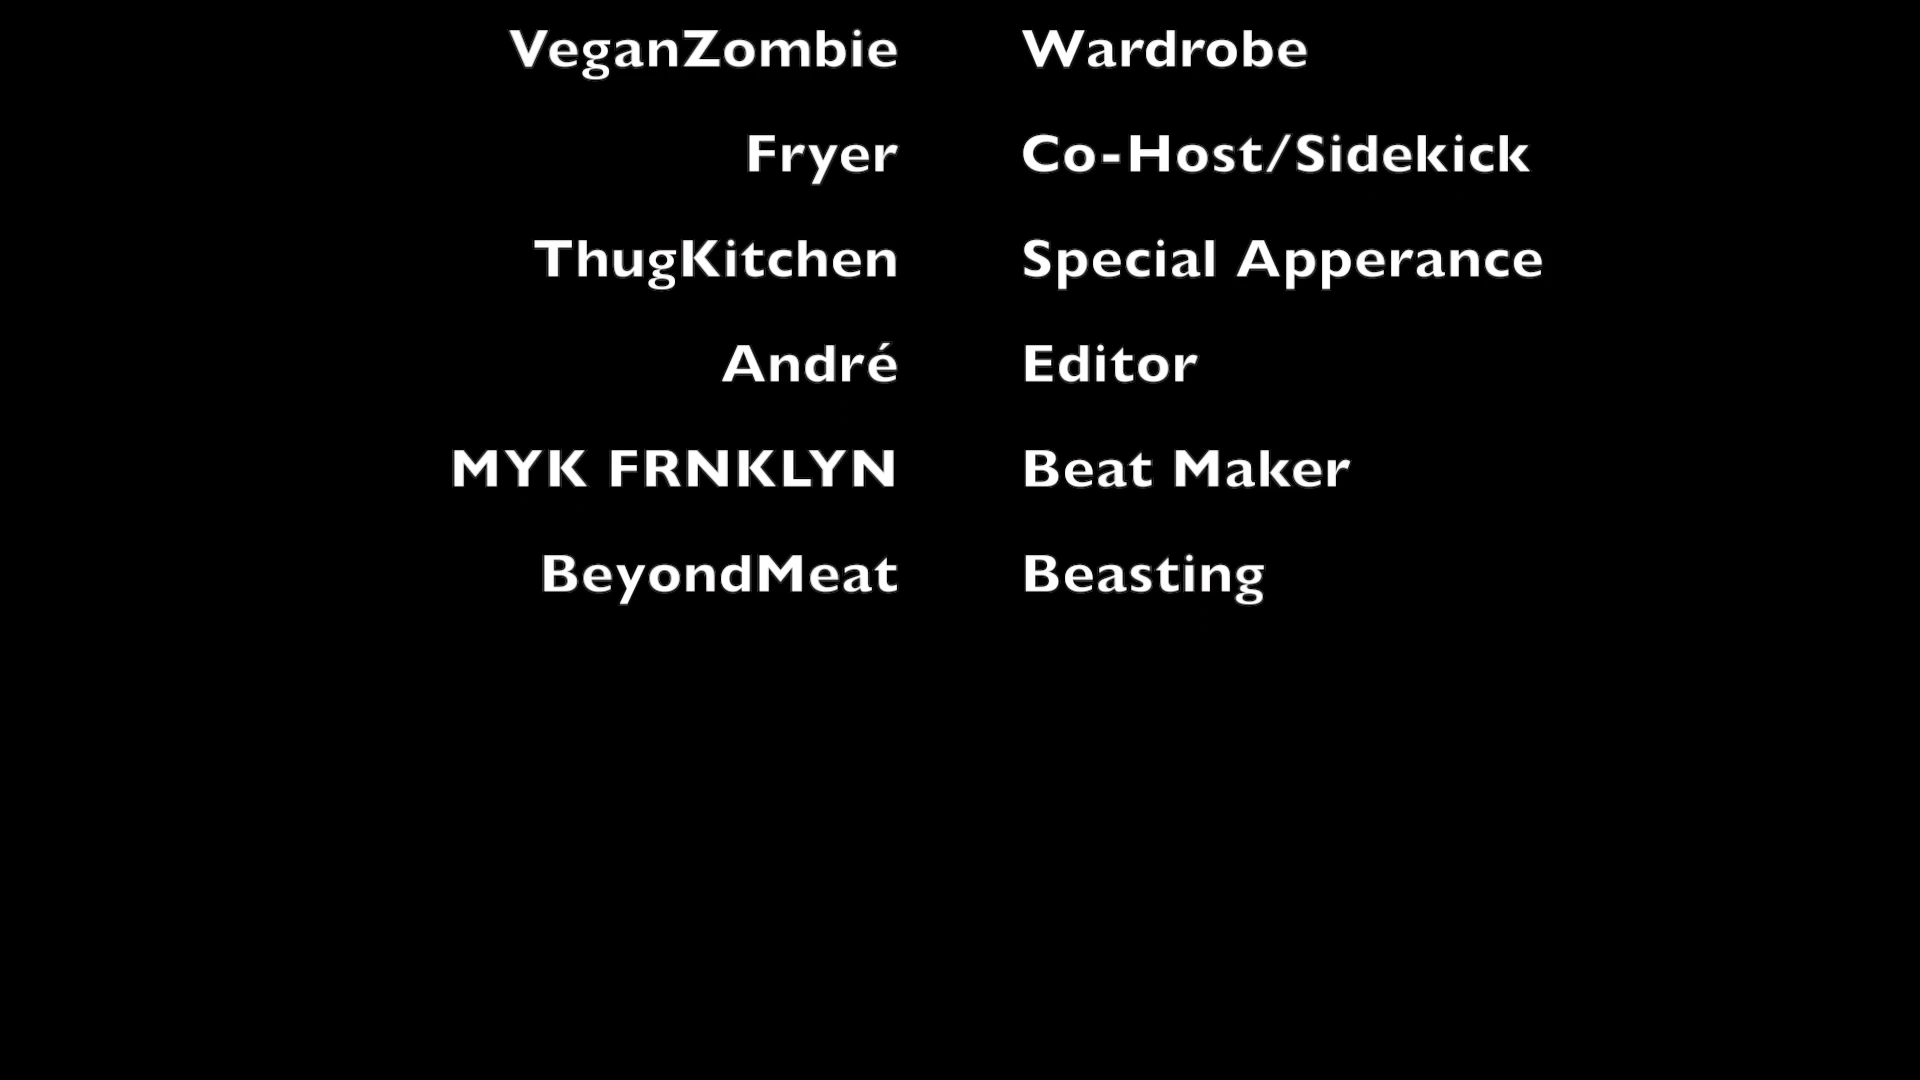 VeganZombie Wardrobe
Fryer Co-Host/Sidekick
ThugKitchen Special Apperance
André Editor
MYK FRNKLYN Beat Maker
BeyondMeat Beasting